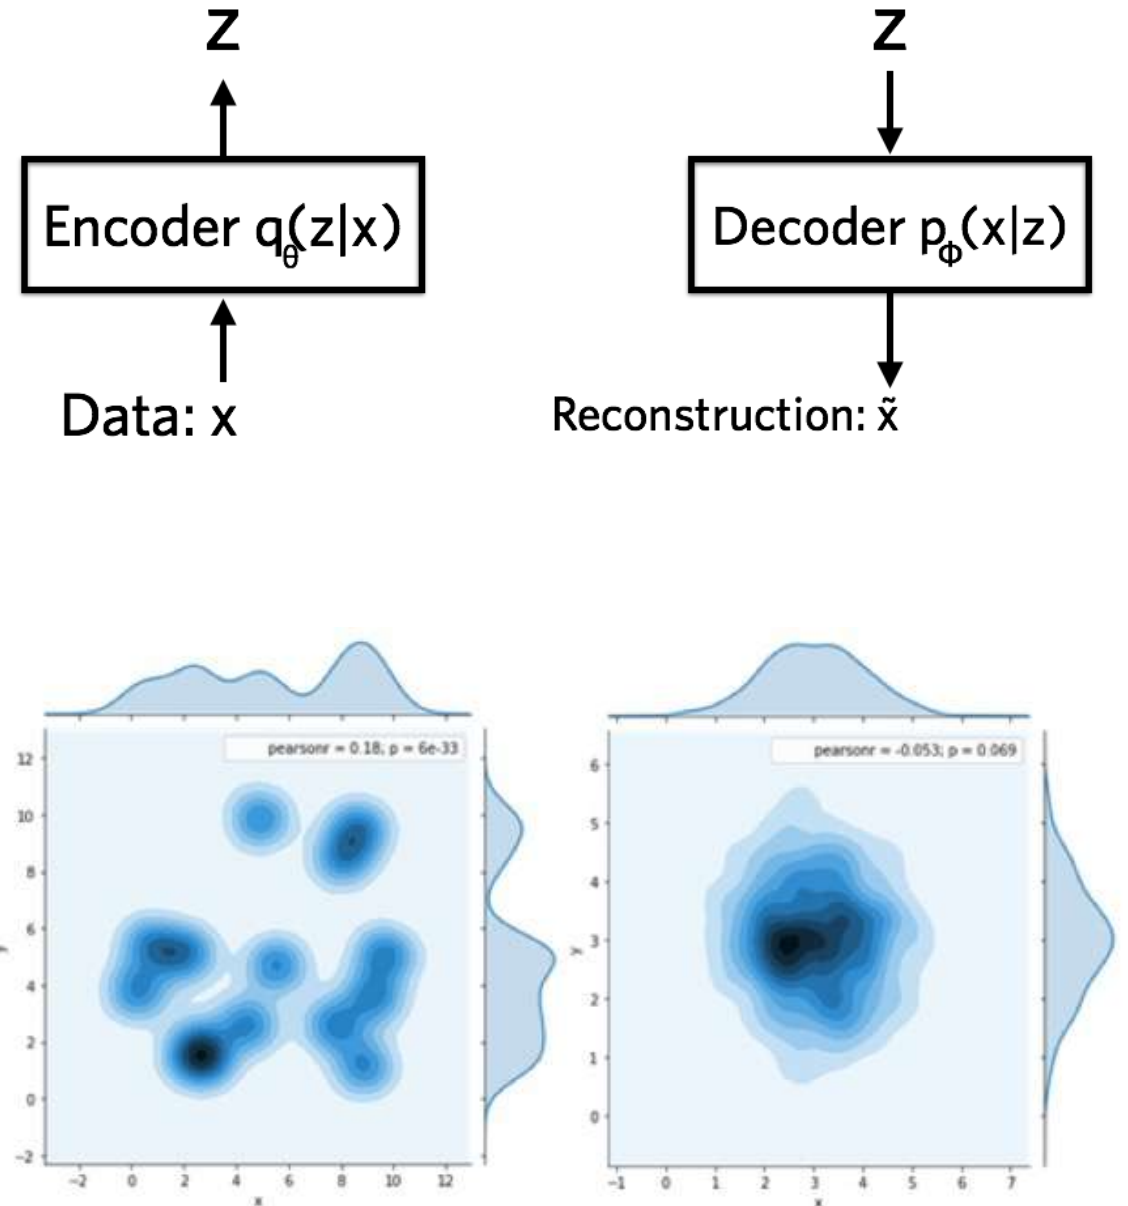 z
Encoder qθ(z|x)
Data: x
z
Decoder pΦ(x|z)
Reconstruction: x̃
pearsonr = 0.18; p = 6e-33
12
10
8
6
4
2
0
−2
y
−2 0 2 4 6 8 10 12
x
pearsonr = -0.053; p = 0.069
6
5
4
3
2
1
0
y
−1 0 1 2 3 4 5 6 7
x